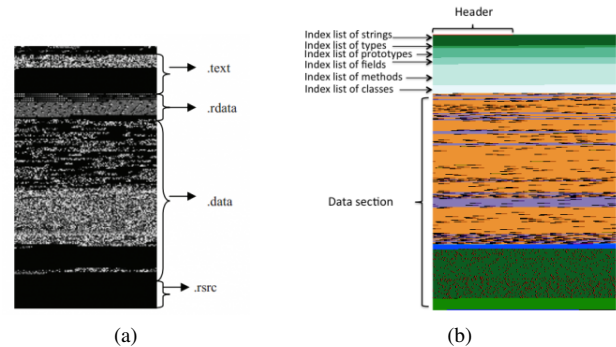 .text
.rdata
.data
.rsrc
(a)
Header
Index list of strings
Index list of types
Index list of prototypes
Index list of fields
Index list of methods
Index list of classes
Data section
(b)